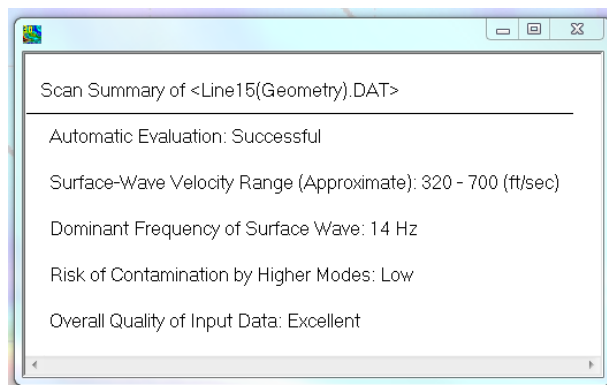 Scan Summary of <Line15(Geometry).DAT>
Automatic Evaluation: Successful
Surface-Wave Velocity Range (Approximate): 320 - 700 (ft/sec)
Dominant Frequency of Surface Wave: 14 Hz
Risk of Contamination by Higher Modes: Low
Overall Quality of Input Data: Excellent